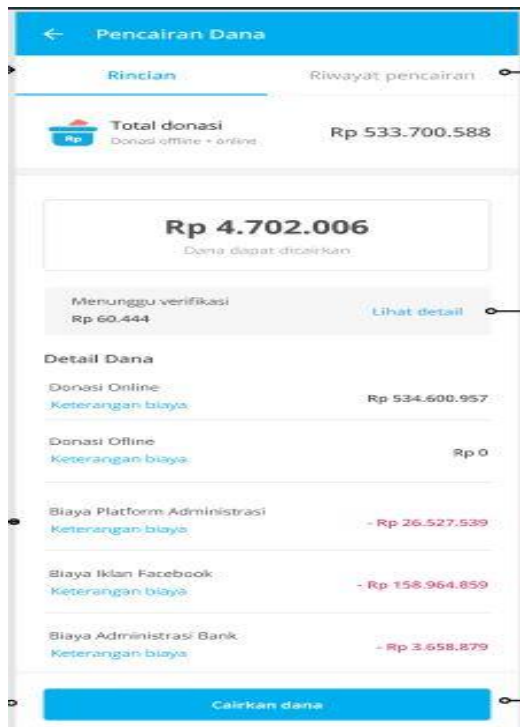 Pencairan Dana
Rincian
Riwayat pencairan
Rp
Total donasi
Donasi offline + online
Rp 533.700.588
Rp 4.702.006
Dana dapat dicairkan
Menunggu verifikasi
Rp 60.444
Lihat detail
Detail Dana
Donasi Online
Keterangan biaya
Rp 534.600.957
Donasi Ofline
Keterangan biaya
Rp 0
Biaya Platform Administrasi
Keterangan biaya
- Rp 26.527.539
Biaya Iklan Facebook
Keterangan biaya
- Rp 158.964.859
Biaya Administrasi Bank
Keterangan biaya
- Rp 3.658.879
Cairkan dana